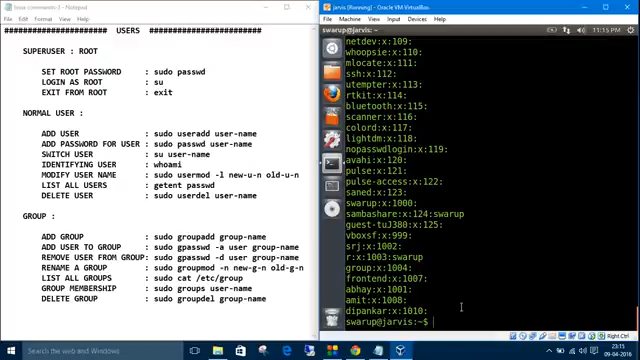 linux commands-3 - Notepad
File Edit Format View Help
###################### USERS ########################
SUPERUSER : ROOT
SET ROOT PASSWORD : sudo passwd
LOGIN AS ROOT : su
EXIT FROM ROOT : exit
NORMAL USER :
ADD USER : sudo useradd user-name
ADD PASSWORD FOR USER : sudo passwd user-name
SWITCH USER : su user-name
IDENTIFYING USER : whoami
MODIFY USER NAME : sudo usermod -l new-u-n old-u-n
LIST ALL USERS : getent passwd
DELETE USER : sudo userdel user-name
GROUP :
ADD GROUP : sudo groupadd group-name
ADD USER TO GROUP : sudo gpasswd -a user group-name
REMOVE USER FROM GROUP : sudo gpasswd -d user group-name
RENAME A GROUP : sudo groupmod -n new-g-n old-g-n
LIST ALL GROUPS : sudo cat /etc/group
GROUP MEMBERSHIP : sudo groups user-name
DELETE GROUP : sudo groupdel group-name
jarvis [Running] - Oracle VM VirtualBox
File Machine View Input Devices Help
swarup@jarvis: ~
11:15 PM
netdev:x:109:
whoopsie:x:110:
mlocate:x:111:
ssh:x:112:
utempter:x:113:
rtkit:x:114:
bluetooth:x:115:
scanner:x:116:
colord:x:117:
lightdm:x:118:
nopasswdlogin:x:119:
avahi:x:120:
pulse:x:121:
pulse-access:x:122:
saned:x:123:
swarup:x:1000:
sambashare:x:124:swarup
guest-tuJ380:x:125:
vboxsf:x:999:
srj:x:1002:
r:x:1003:swarup
group:x:1004:
frontend:x:1007:
abhay:x:1001:
amit:x:1008:
dipankar:x:1010:
swarup@jarvis:~$
Right Ctrl
Search the web and Windows
23:15
09-04-2016